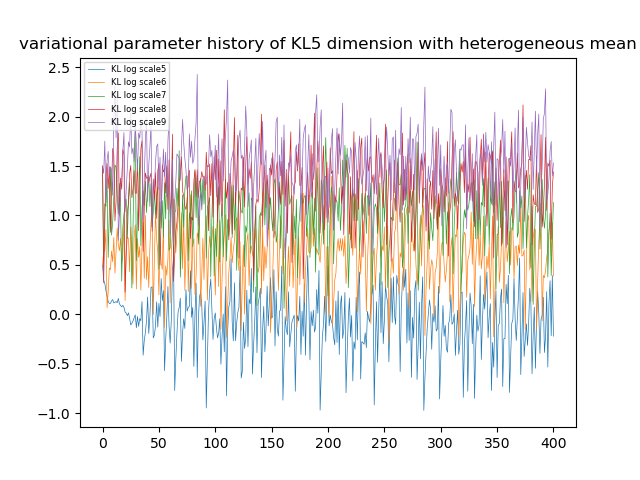 variational parameter history of KL5 dimension with heterogeneous mean
2.5
2.0
1.5
1.0
0.5
0.0
−0.5
−1.0
KL log scale5
KL log scale6
KL log scale7
KL log scale8
KL log scale9
0 50 100 150 200 250 300 350 400